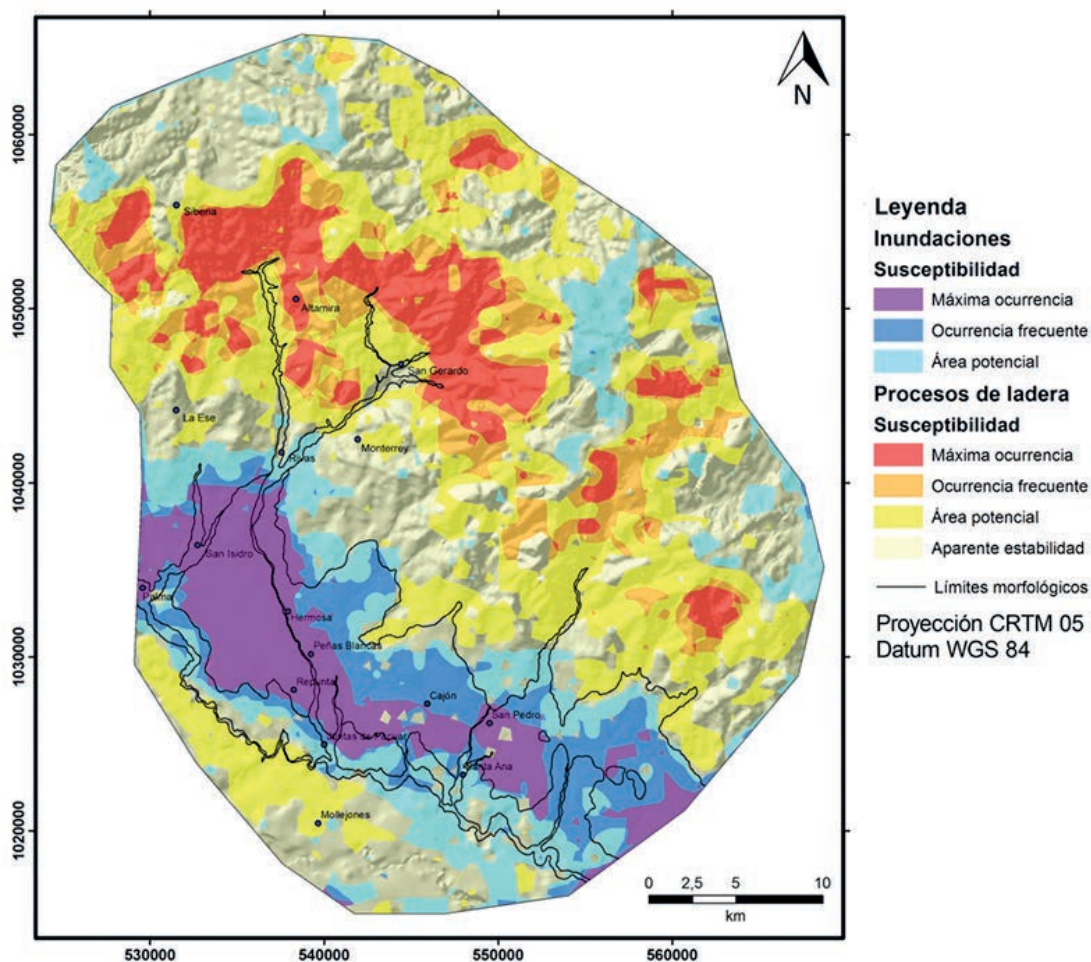 1060000
1050000
1040000
1030000
1020000
530000
540000
550000
560000
N
Siberia
Altamira
San Gerardo
La Ese
Monterrey
Rivas
San Isidro
Palma
Hermosa
Peñas Blancas
Repunta
Cajón
San Pedro
Santa Ana
Mollejones
0 2,5 5 10
km
Leyenda
Inundaciones
Susceptibilidad
Máxima ocurrencia
Ocurrencia frecuente
Área potencial
Procesos de ladera
Susceptibilidad
Máxima ocurrencia
Ocurrencia frecuente
Área potencial
Aparente estabilidad
Límites morfológicos
Proyección CRTM 05
Datum WGS 84